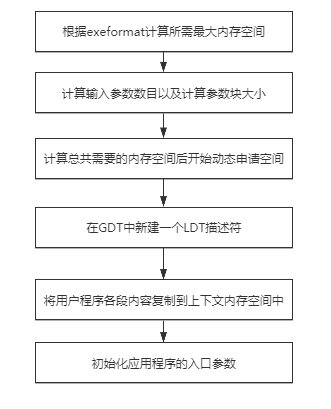 根据exeformat计算所需最大内存空间
计算输入参数数目以及计算参数块大小
计算总共需要的内存空间后开始动态申请空间
在GDT中新建一个LDT描述符
将用户程序各段内容复制到上下文内存空间中
初始化应用程序的入口参数